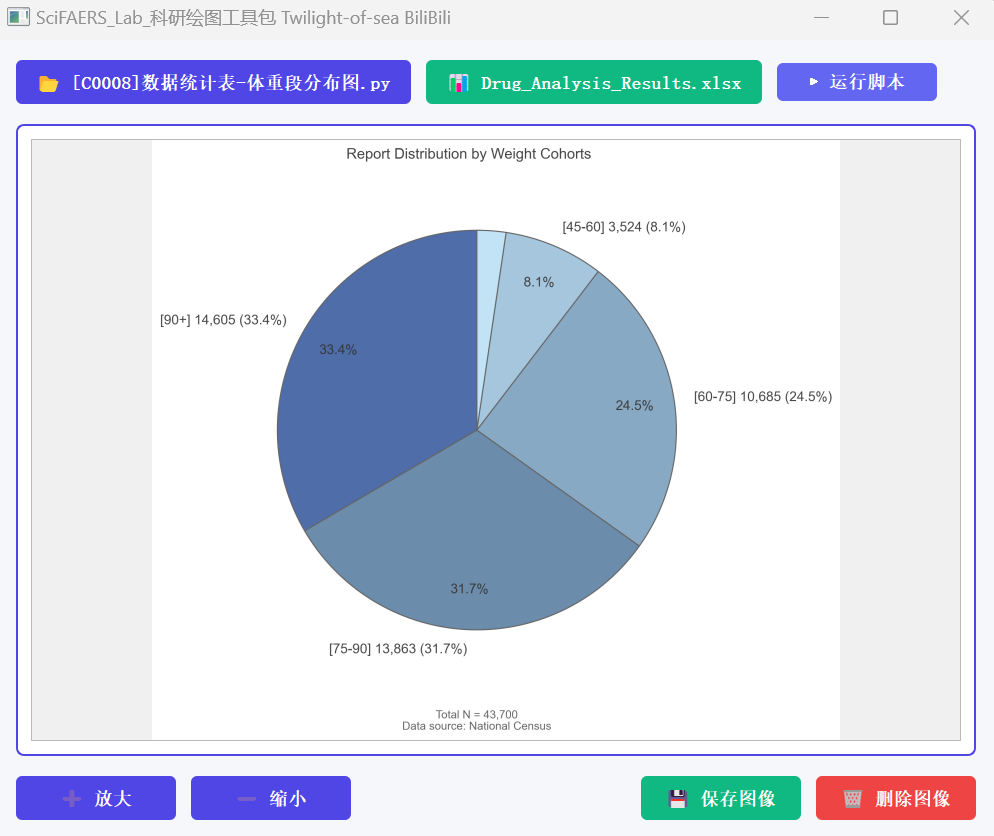 SciFAERS_Lab_科研绘图工具包 Twilight-of-sea BiliBili
[C0008]数据统计表-体重段分布图.py
Drug_Analysis_Results.xlsx
运行脚本
Report Distribution by Weight Cohorts
[45-60] 3,524 (8.1%)
8.1%
[90+] 14,605 (33.4%)
33.4%
[60-75] 10,685 (24.5%)
24.5%
31.7%
[75-90] 13,863 (31.7%)
Total N = 43,700
Data source: National Census
放大
缩小
保存图像
删除图像